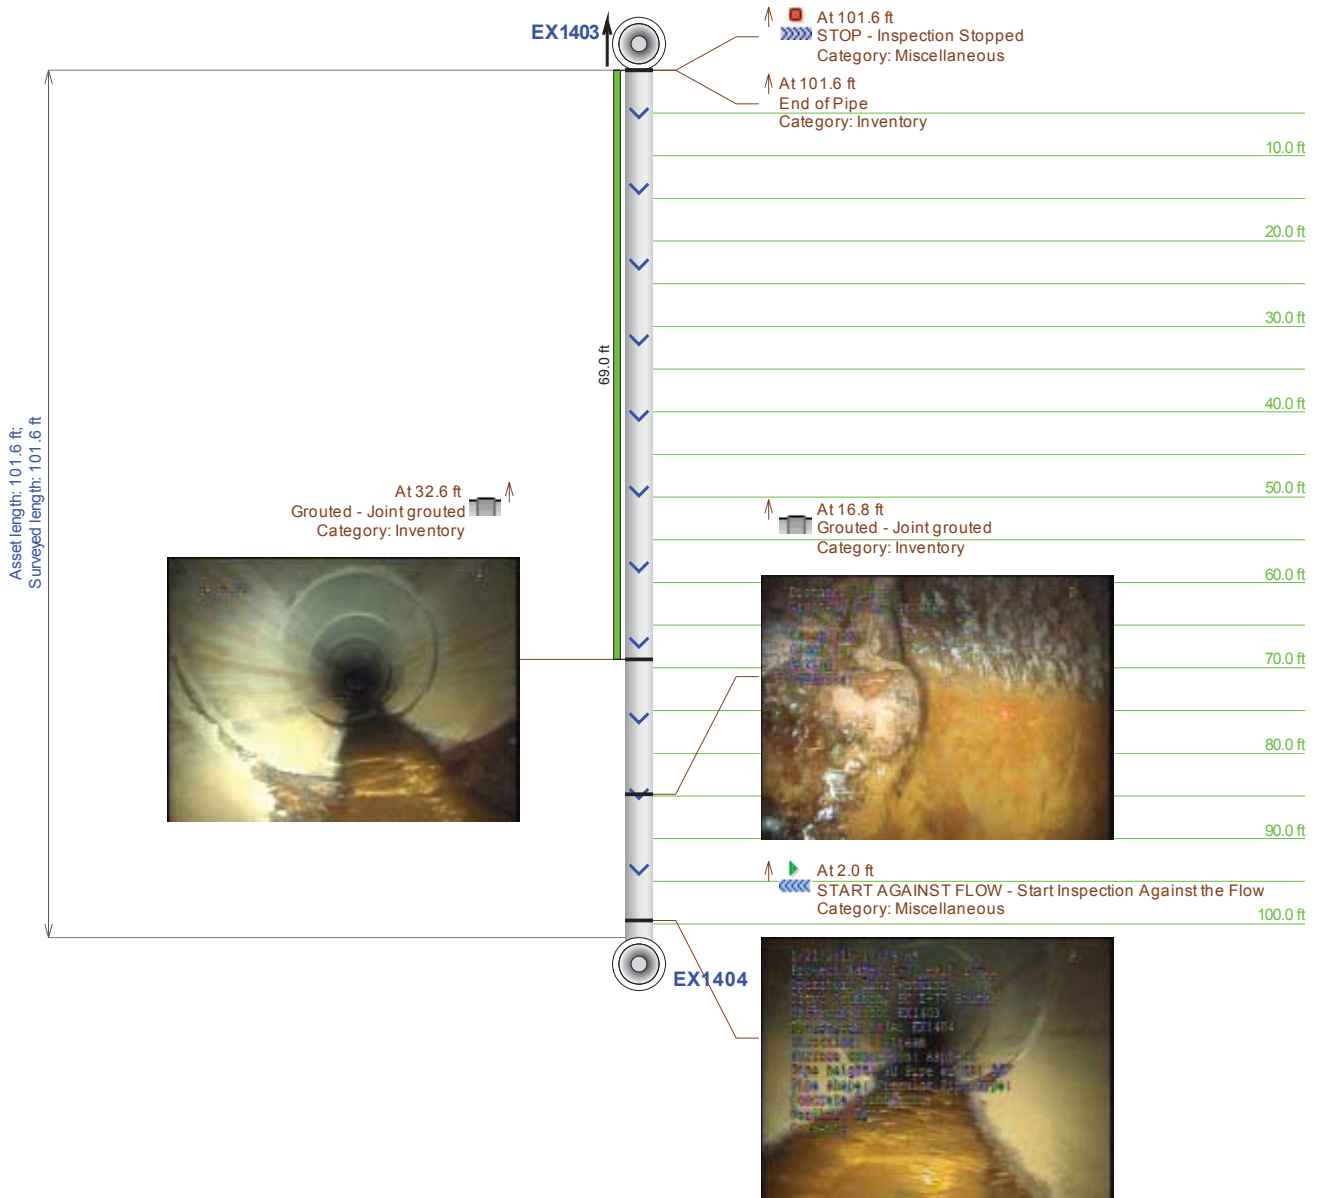 EX1403
At 101.6 ft
STOP - Inspection Stopped
Category: Miscellaneous
At 101.6 ft
End of Pipe
Category: Inventory
10.0 ft
20.0 ft
30.0 ft
69.0 ft
40.0 ft
Asset length: 101.6 ft;
Surveyed length: 101.6 ft
At 32.6 ft
Grouted - Joint grouted
Category: Inventory
50.0 ft
At 16.8 ft
Grouted - Joint grouted
Category: Inventory
60.0 ft
70.0 ft
80.0 ft
90.0 ft
At 2.0 ft
START AGAINST FLOW - Start Inspection Against the Flow
Category: Miscellaneous
100.0 ft
EX1404
EX1403
EX1404